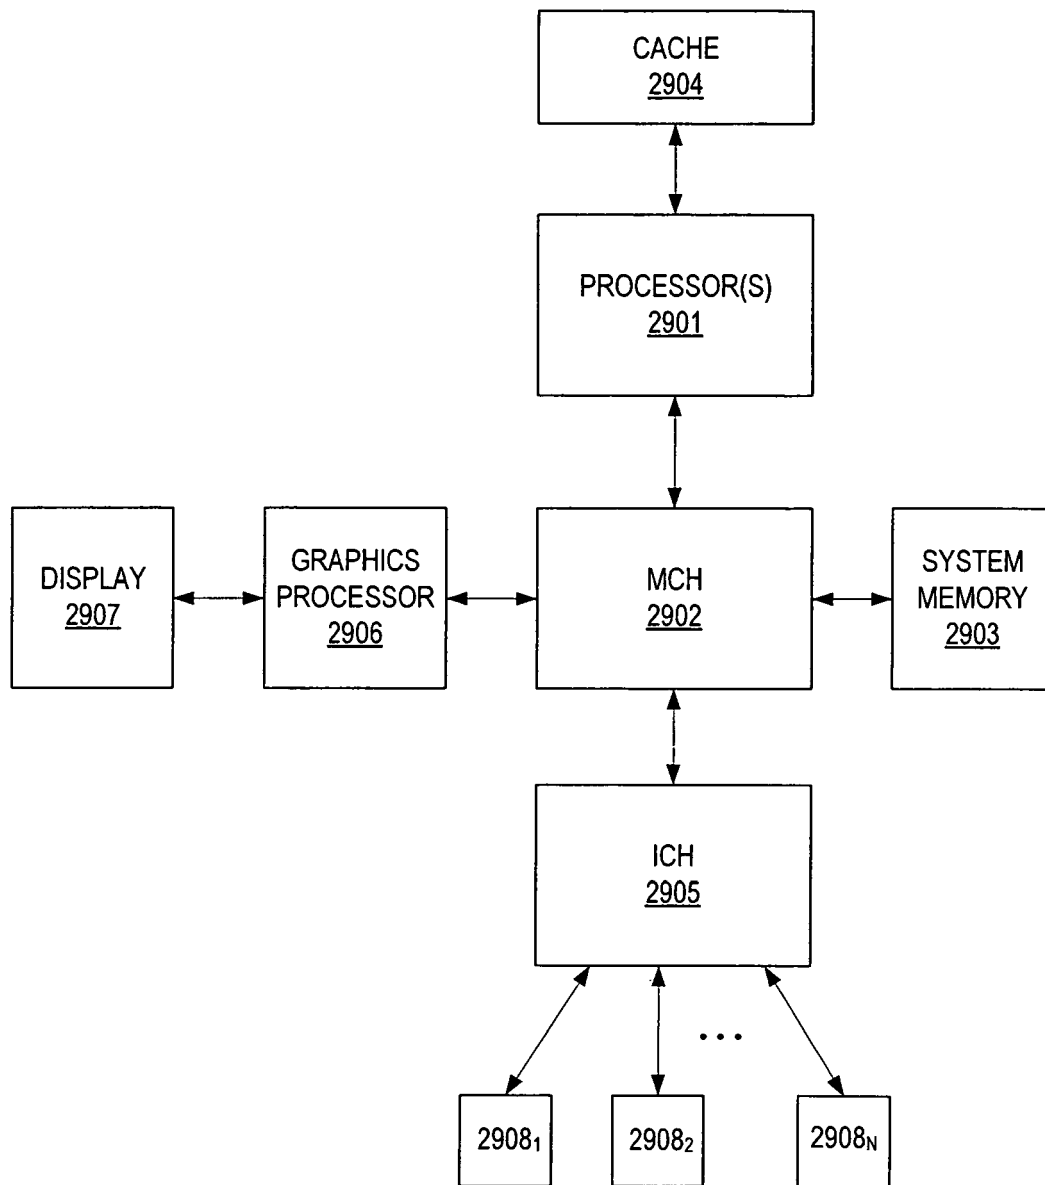 CACHE
2904
PROCESSOR(S)
2901
DISPLAY
2907
GRAPHICS
PROCESSOR
2906
MCH
2902
SYSTEM
MEMORY
2903
ICH
2905
• • •
2908₁
2908₂
2908ₙ